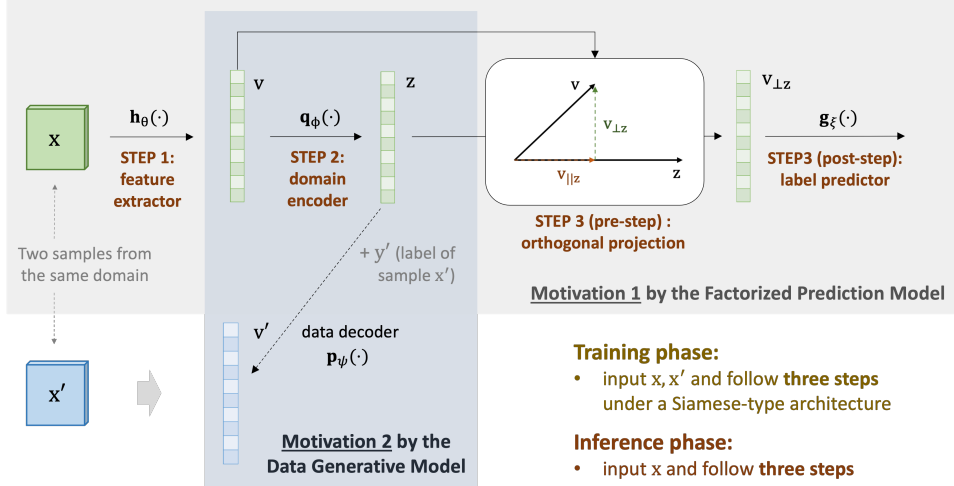 x
h_θ(·)
STEP 1:
feature
extractor
v
q_ϕ(·)
STEP 2:
domain
encoder
z
v
v⊥z
v||z
z
STEP 3 (pre-step) :
orthogonal projection
v⊥z
g_ξ(·)
STEP3 (post-step):
label predictor
Two samples from
the same domain
+ y′ (label of
sample x′)
Motivation 1 by the Factorized Prediction Model
x′
v′
data decoder
p_ψ(·)
Motivation 2 by the
Data Generative Model
Training phase:
• input x, x′ and follow three steps
under a Siamese-type architecture
Inference phase:
• input x and follow three steps